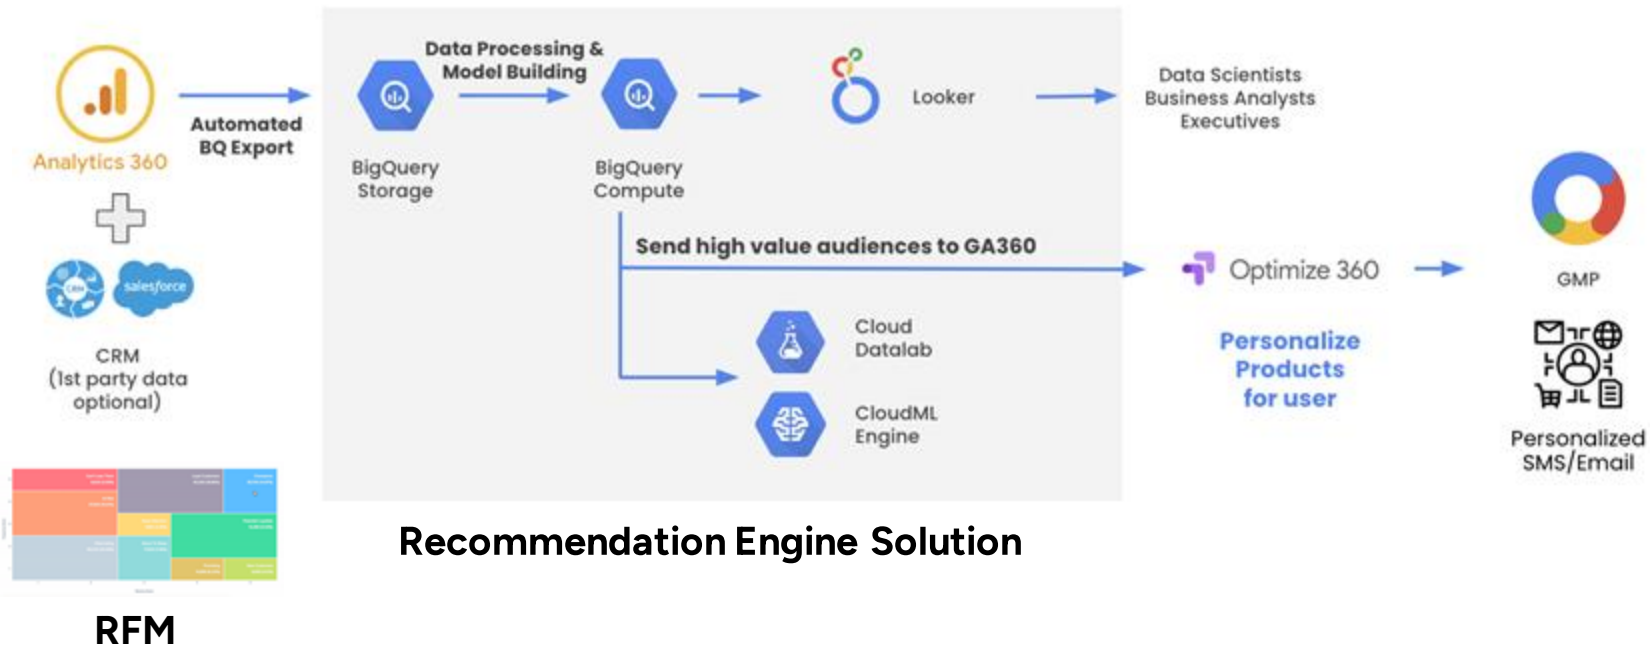 Analytics 360
Automated
BQ Export
CRM
salesforce
CRM
(1st party data
optional)
RFM
Data Processing &
Model Building
BigQuery
Storage
BigQuery
Compute
Looker
Data Scientists
Business Analysts
Executives
Send high value audiences to GA360
Cloud
Datalab
CloudML
Engine
Recommendation Engine Solution
Optimize 360
Personalize
Products
for user
GMP
Personalized
SMS/Email